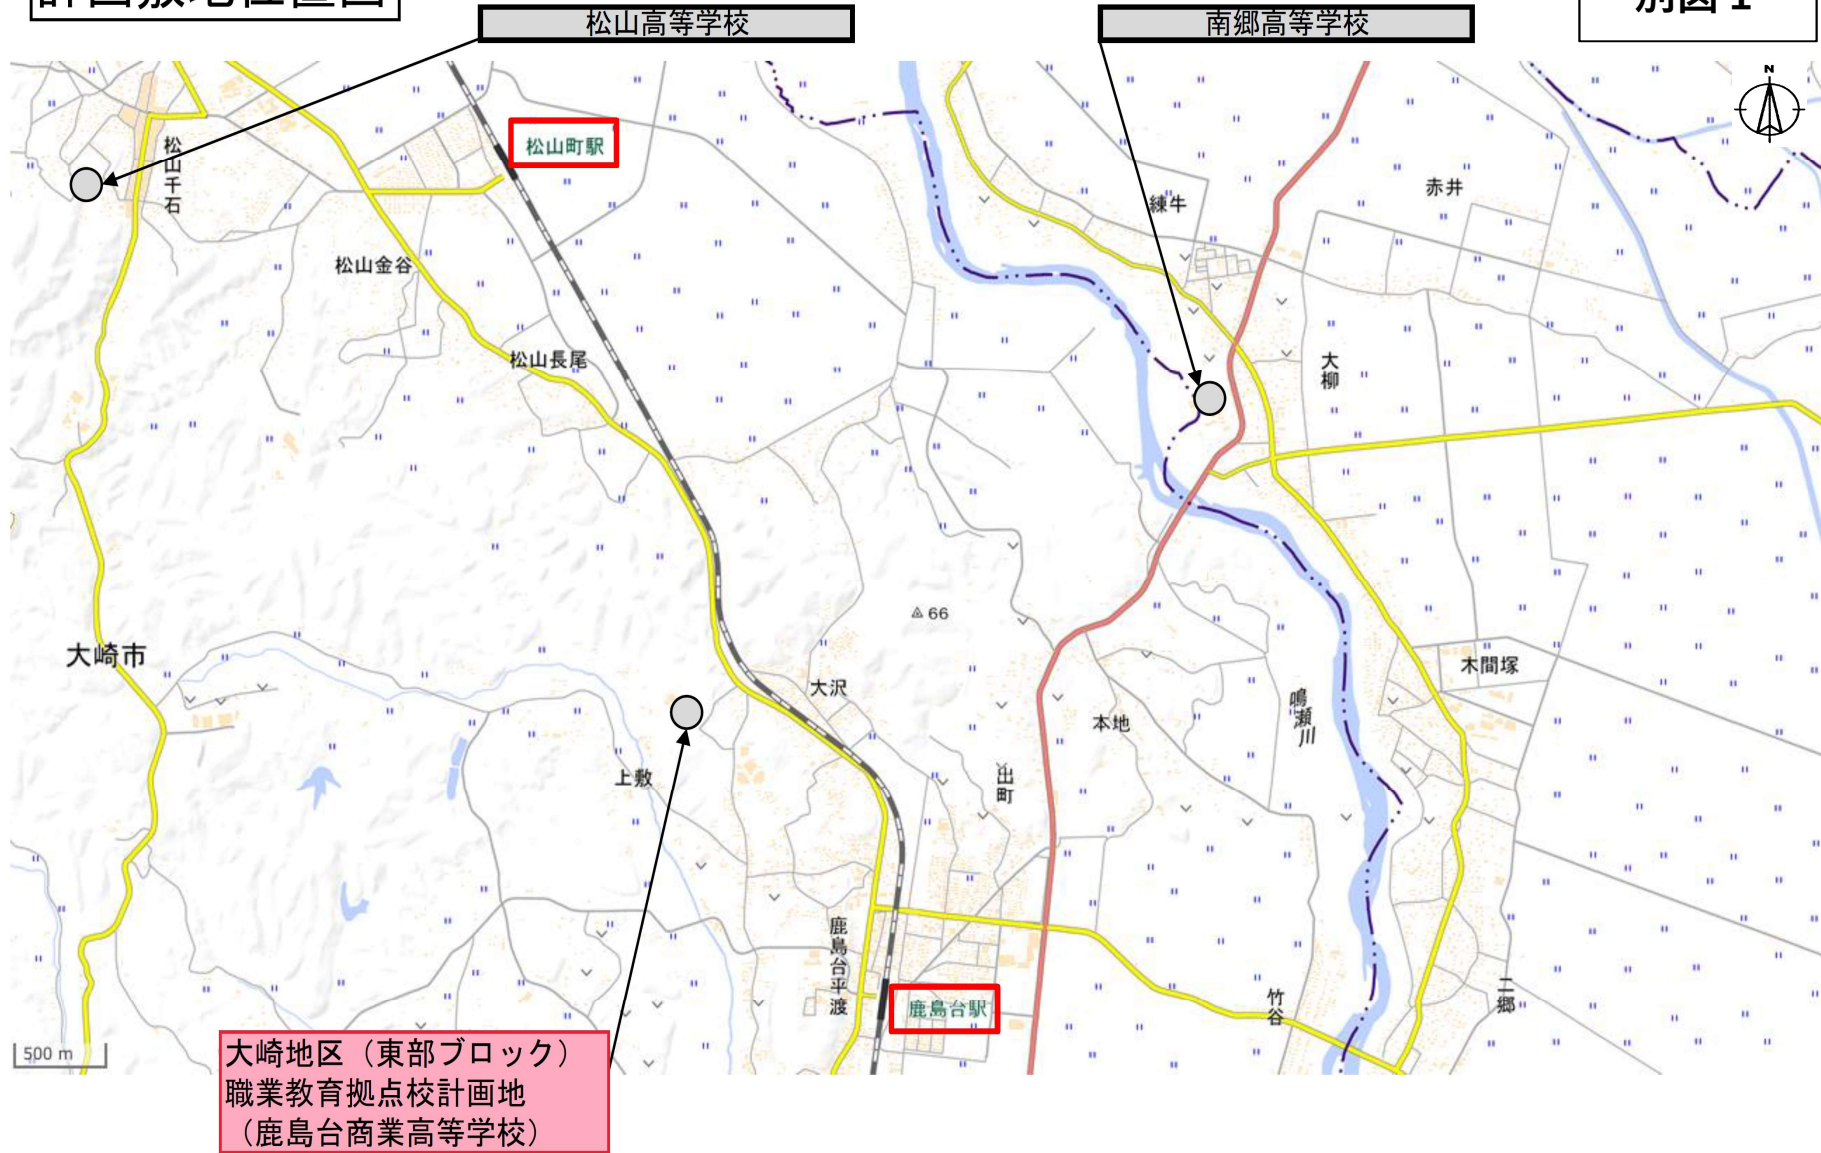 計画敷地位置図
松山高等学校
南郷高等学校
別図1
N
松山町駅
松山千石
練牛
赤井
松山金谷
松山長尾
大柳
66
大崎市
大沢
木間塚
鳴瀬川
本地
上敷
出町
鹿島台平渡
竹谷
二郷
鹿島台駅
500 m
大崎地区（東部ブロック）
職業教育拠点校計画地
（鹿島台商業高等学校）